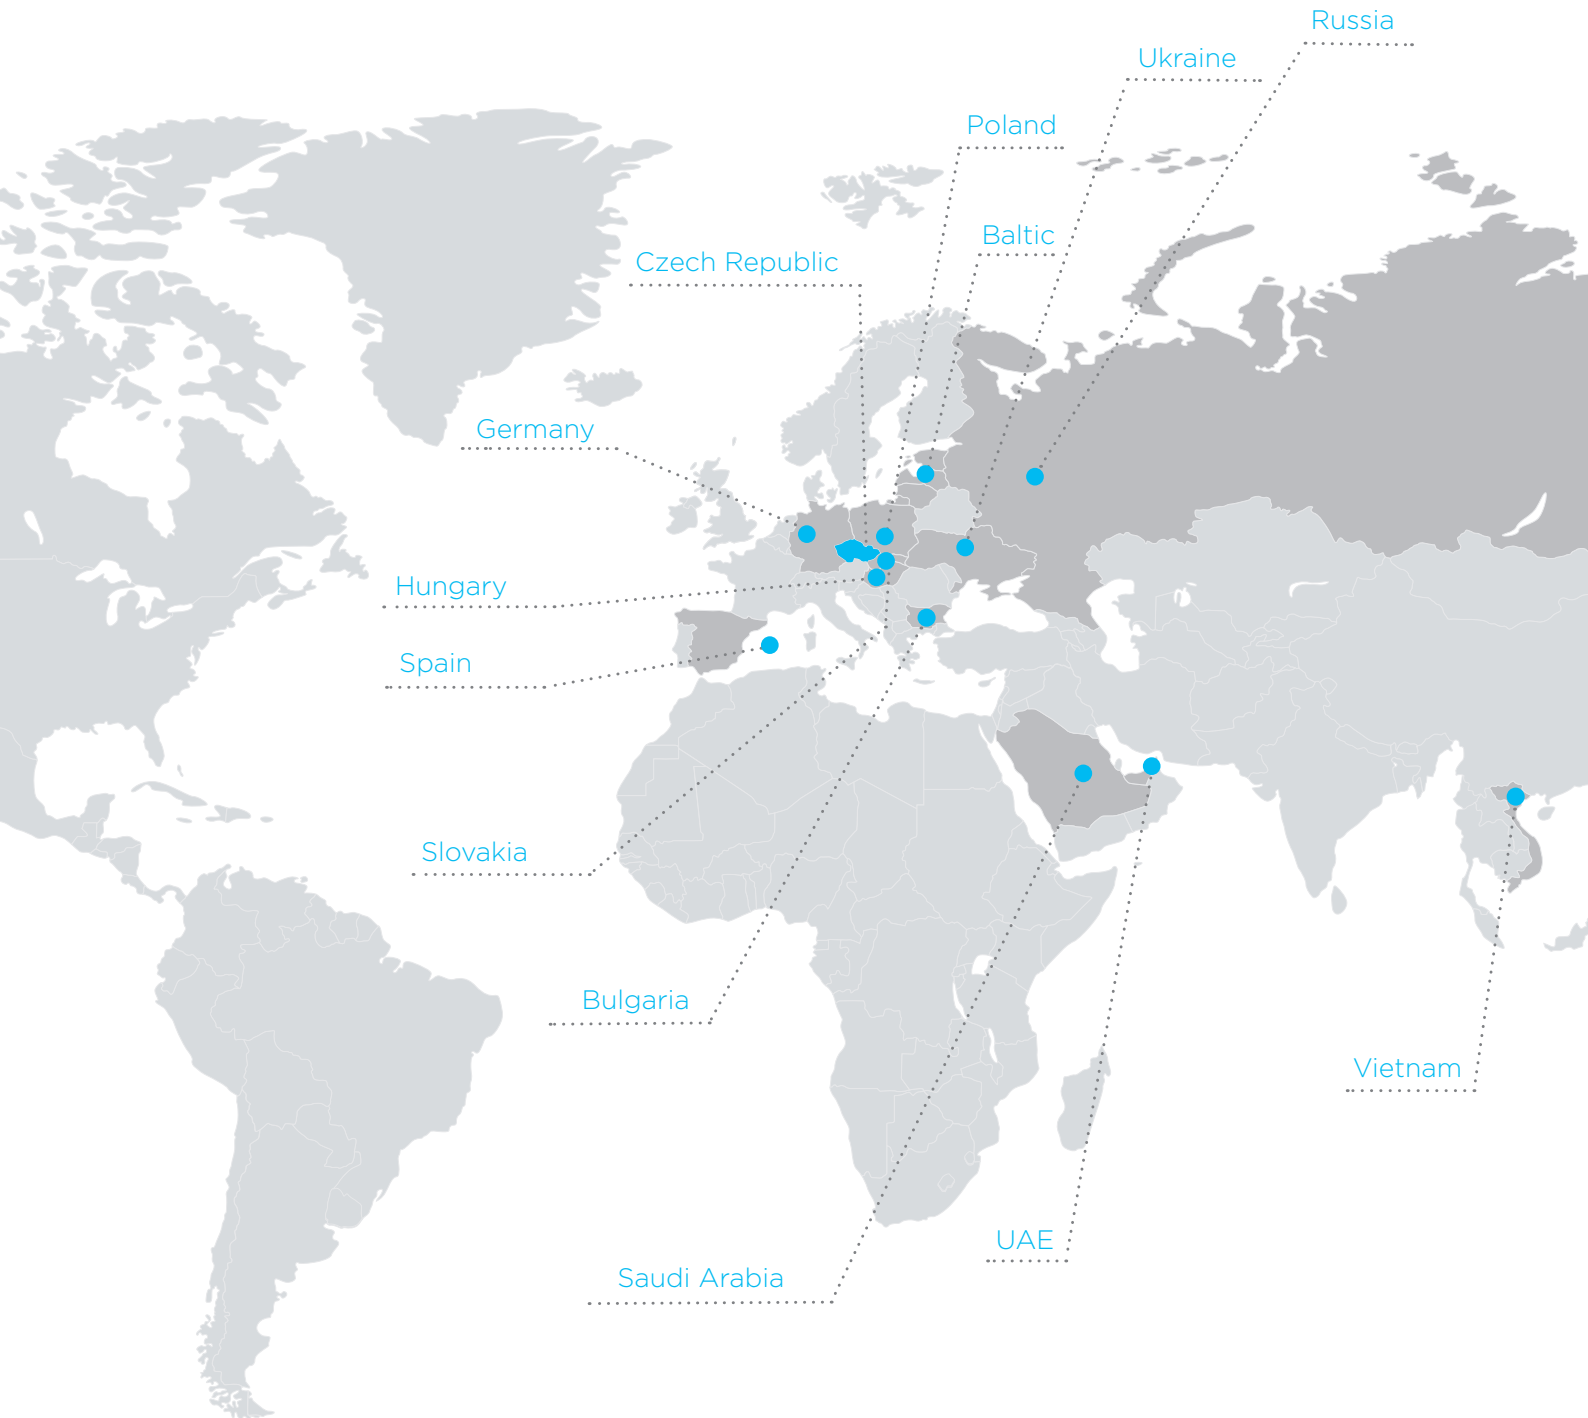 Russia
Ukraine
Poland
Baltic
Czech Republic
Germany
Hungary
Spain
Slovakia
Bulgaria
Vietnam
UAE
Saudi Arabia